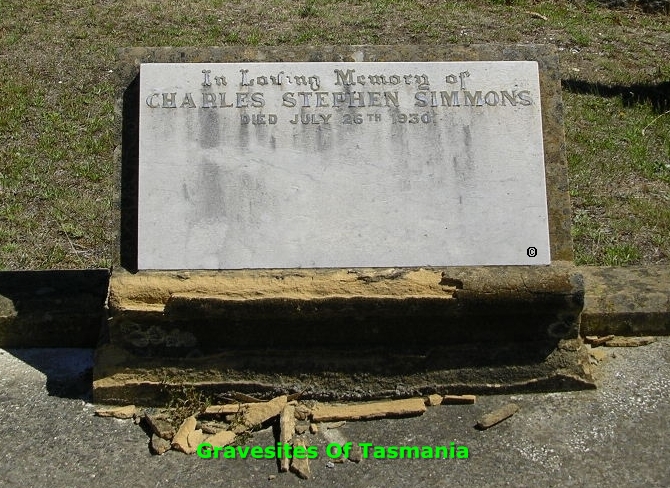 In Loving Memory of
CHARLES STEPHEN SIMMONS
DIED JULY 26TH 1930.
©
Gravesites Of Tasmania